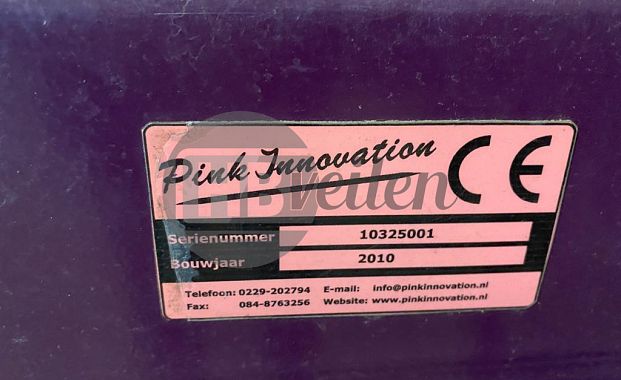 Pink Innovation CE
Veiling
Serienummer 10325001
Bouwjaar 2010
Telefoon: 0229-202794 E-mail: info@pinkinnovation.nl
Fax: 084-8763256 Website: www.pinkinnovation.nl